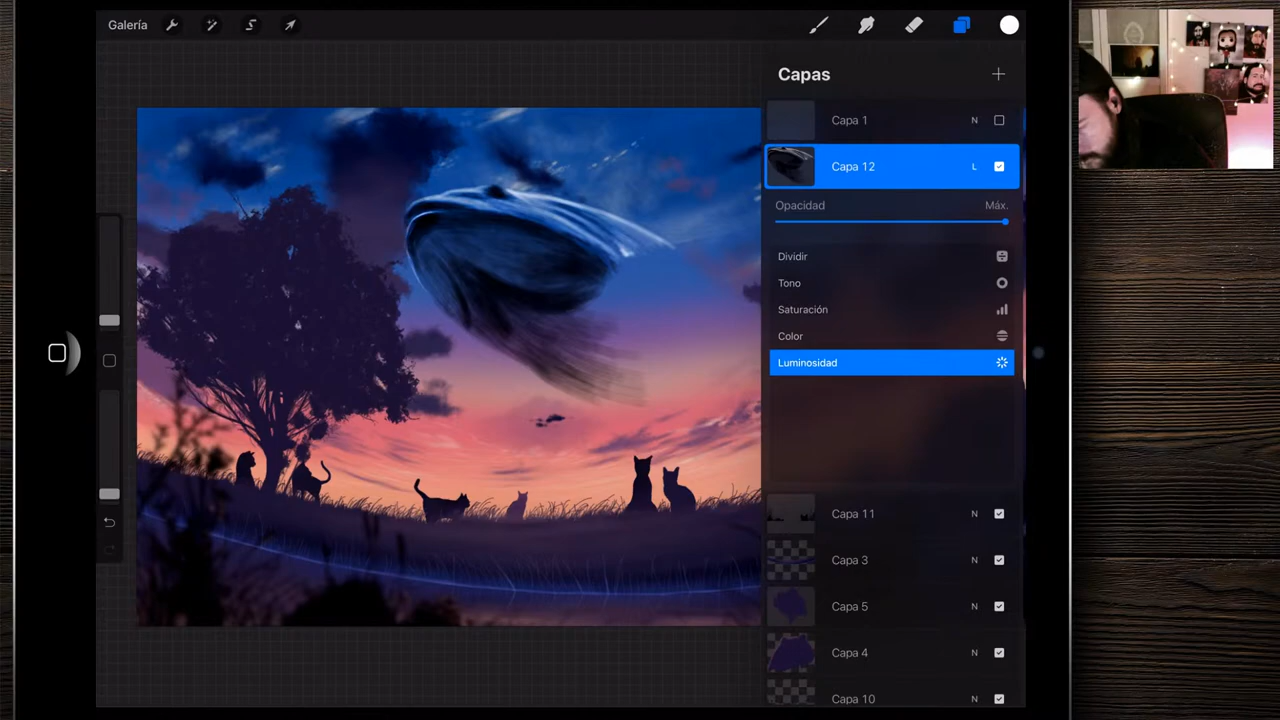 Galería
Capas
Capa 1 N
Capa 12 L
Opacidad Máx.
Dividir
Tono
Saturación
Color
Luminosidad
Capa 11 N
Capa 3 N
Capa 5 N
Capa 4 N
Capa 10 N